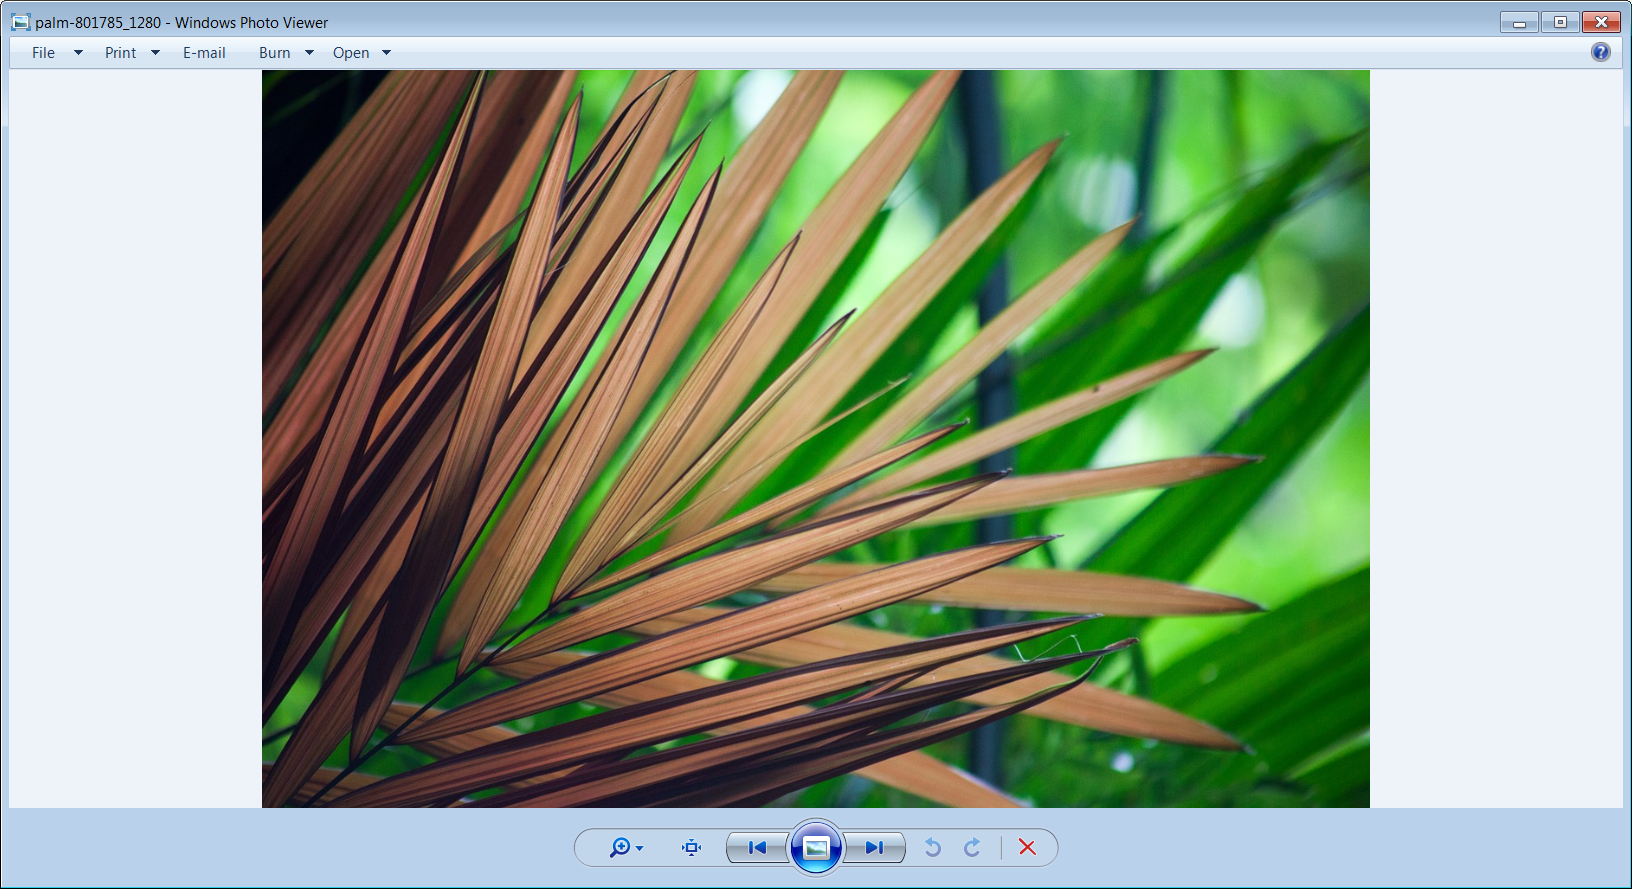 palm-801785_1280 - Windows Photo Viewer
File Print E-mail Burn Open ?